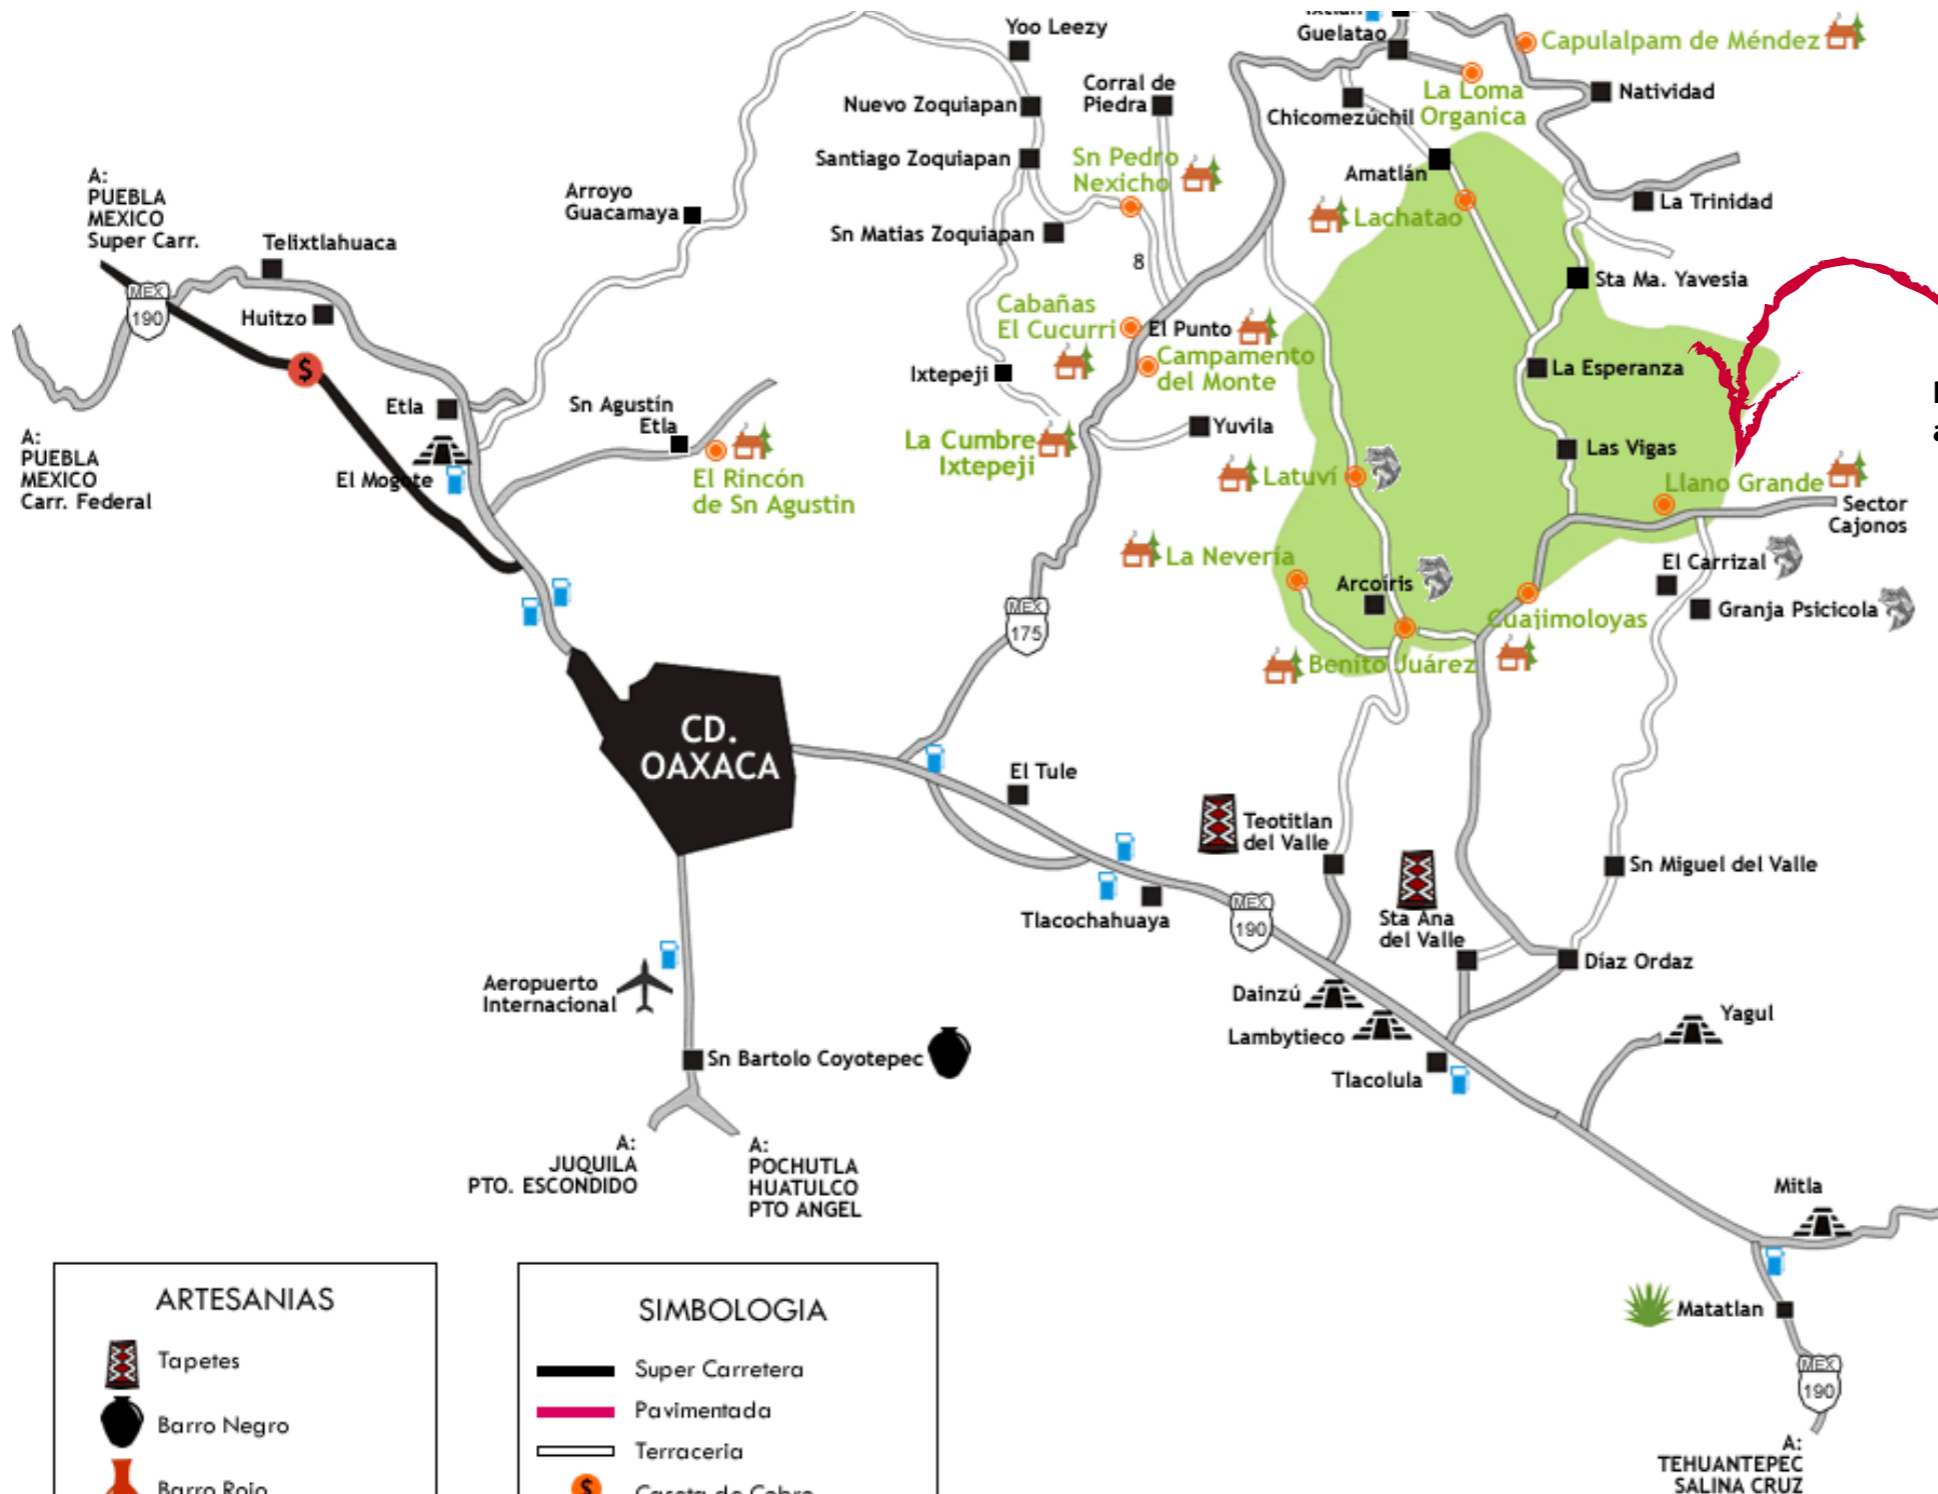 Guelatao
Capulalpam de Méndez
Yoo Leezy
Corral de
Piedra
La Loma
Organica
Natividad
Nuevo Zoquiapan
Chicomezúchil
Santiago Zoquiapan
Sn Pedro
Nexicho
Amatlán
A:
PUEBLA
MEXICO
Super Carr.
Arroyo
Guacamaya
Lachatao
La Trinidad
Sn Matias Zoquiapan
Telixtlahuaca
8
Sta Ma. Yavesia
MEX
190
Huitzo
Cabañas
El Cucurri
El Punto
Campamento
del Monte
$
Ixtepeji
La Esperanza
Etla
Sn Agustín
Etla
Yuvila
La Cumbre
Ixtepeji
Las Vigas
A:
PUEBLA
MEXICO
Carr. Federal
El Mogote
El Rincón
de Sn Agustin
Latuví
Llano Grande
Sector
Cajonos
La Nevería
Arcoíris
El Carrizal
Granja Psicicola
MEX
175
Guajimoloyas
Benito Juárez
CD.
OAXACA
El Tule
Teotitlan
del Valle
Sn Miguel del Valle
Tlacochahuaya
MEX
190
Sta Ana
del Valle
Díaz Ordaz
Aeropuerto
Internacional
Dainzú
Lambytieco
Yagul
Sn Bartolo Coyotepec
Tlacolula
A:
JUQUILA
PTO. ESCONDIDO
A:
POCHUTLA
HUATULCO
PTO ANGEL
Mitla
Matatlan
MEX
190
A:
TEHUANTEPEC
SALINA CRUZ
ARTESANIAS
Tapetes
Barro Negro
Barro Rojo
SIMBOLOGIA
Super Carretera
Pavimentada
Terraceria
$
Caseta de Cobro